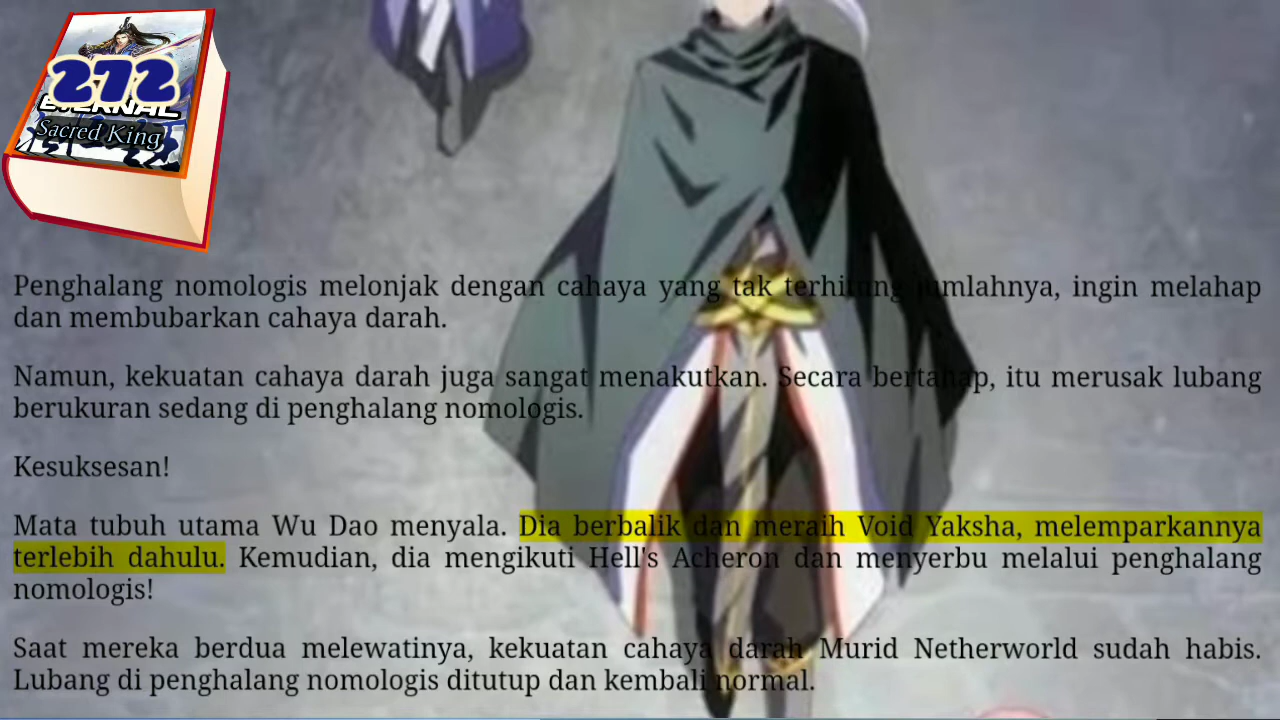 272
ETERNAL
Sacred King
Penghalang nomologis melonjak dengan cahaya yang tak terhitung jumlahnya, ingin melahap
dan membubarkan cahaya darah.
Namun, kekuatan cahaya darah juga sangat menakutkan. Secara bertahap, itu merusak lubang
berukuran sedang di penghalang nomologis.
Kesuksesan!
Mata tubuh utama Wu Dao menyala. Dia berbalik dan meraih Void Yaksha, melemparkannya
terlebih dahulu. Kemudian, dia mengikuti Hell's Acheron dan menyerbu melalui penghalang
nomologis!
Saat mereka berdua melewatinya, kekuatan cahaya darah Murid Netherworld sudah habis.
Lubang di penghalang nomologis ditutup dan kembali normal.